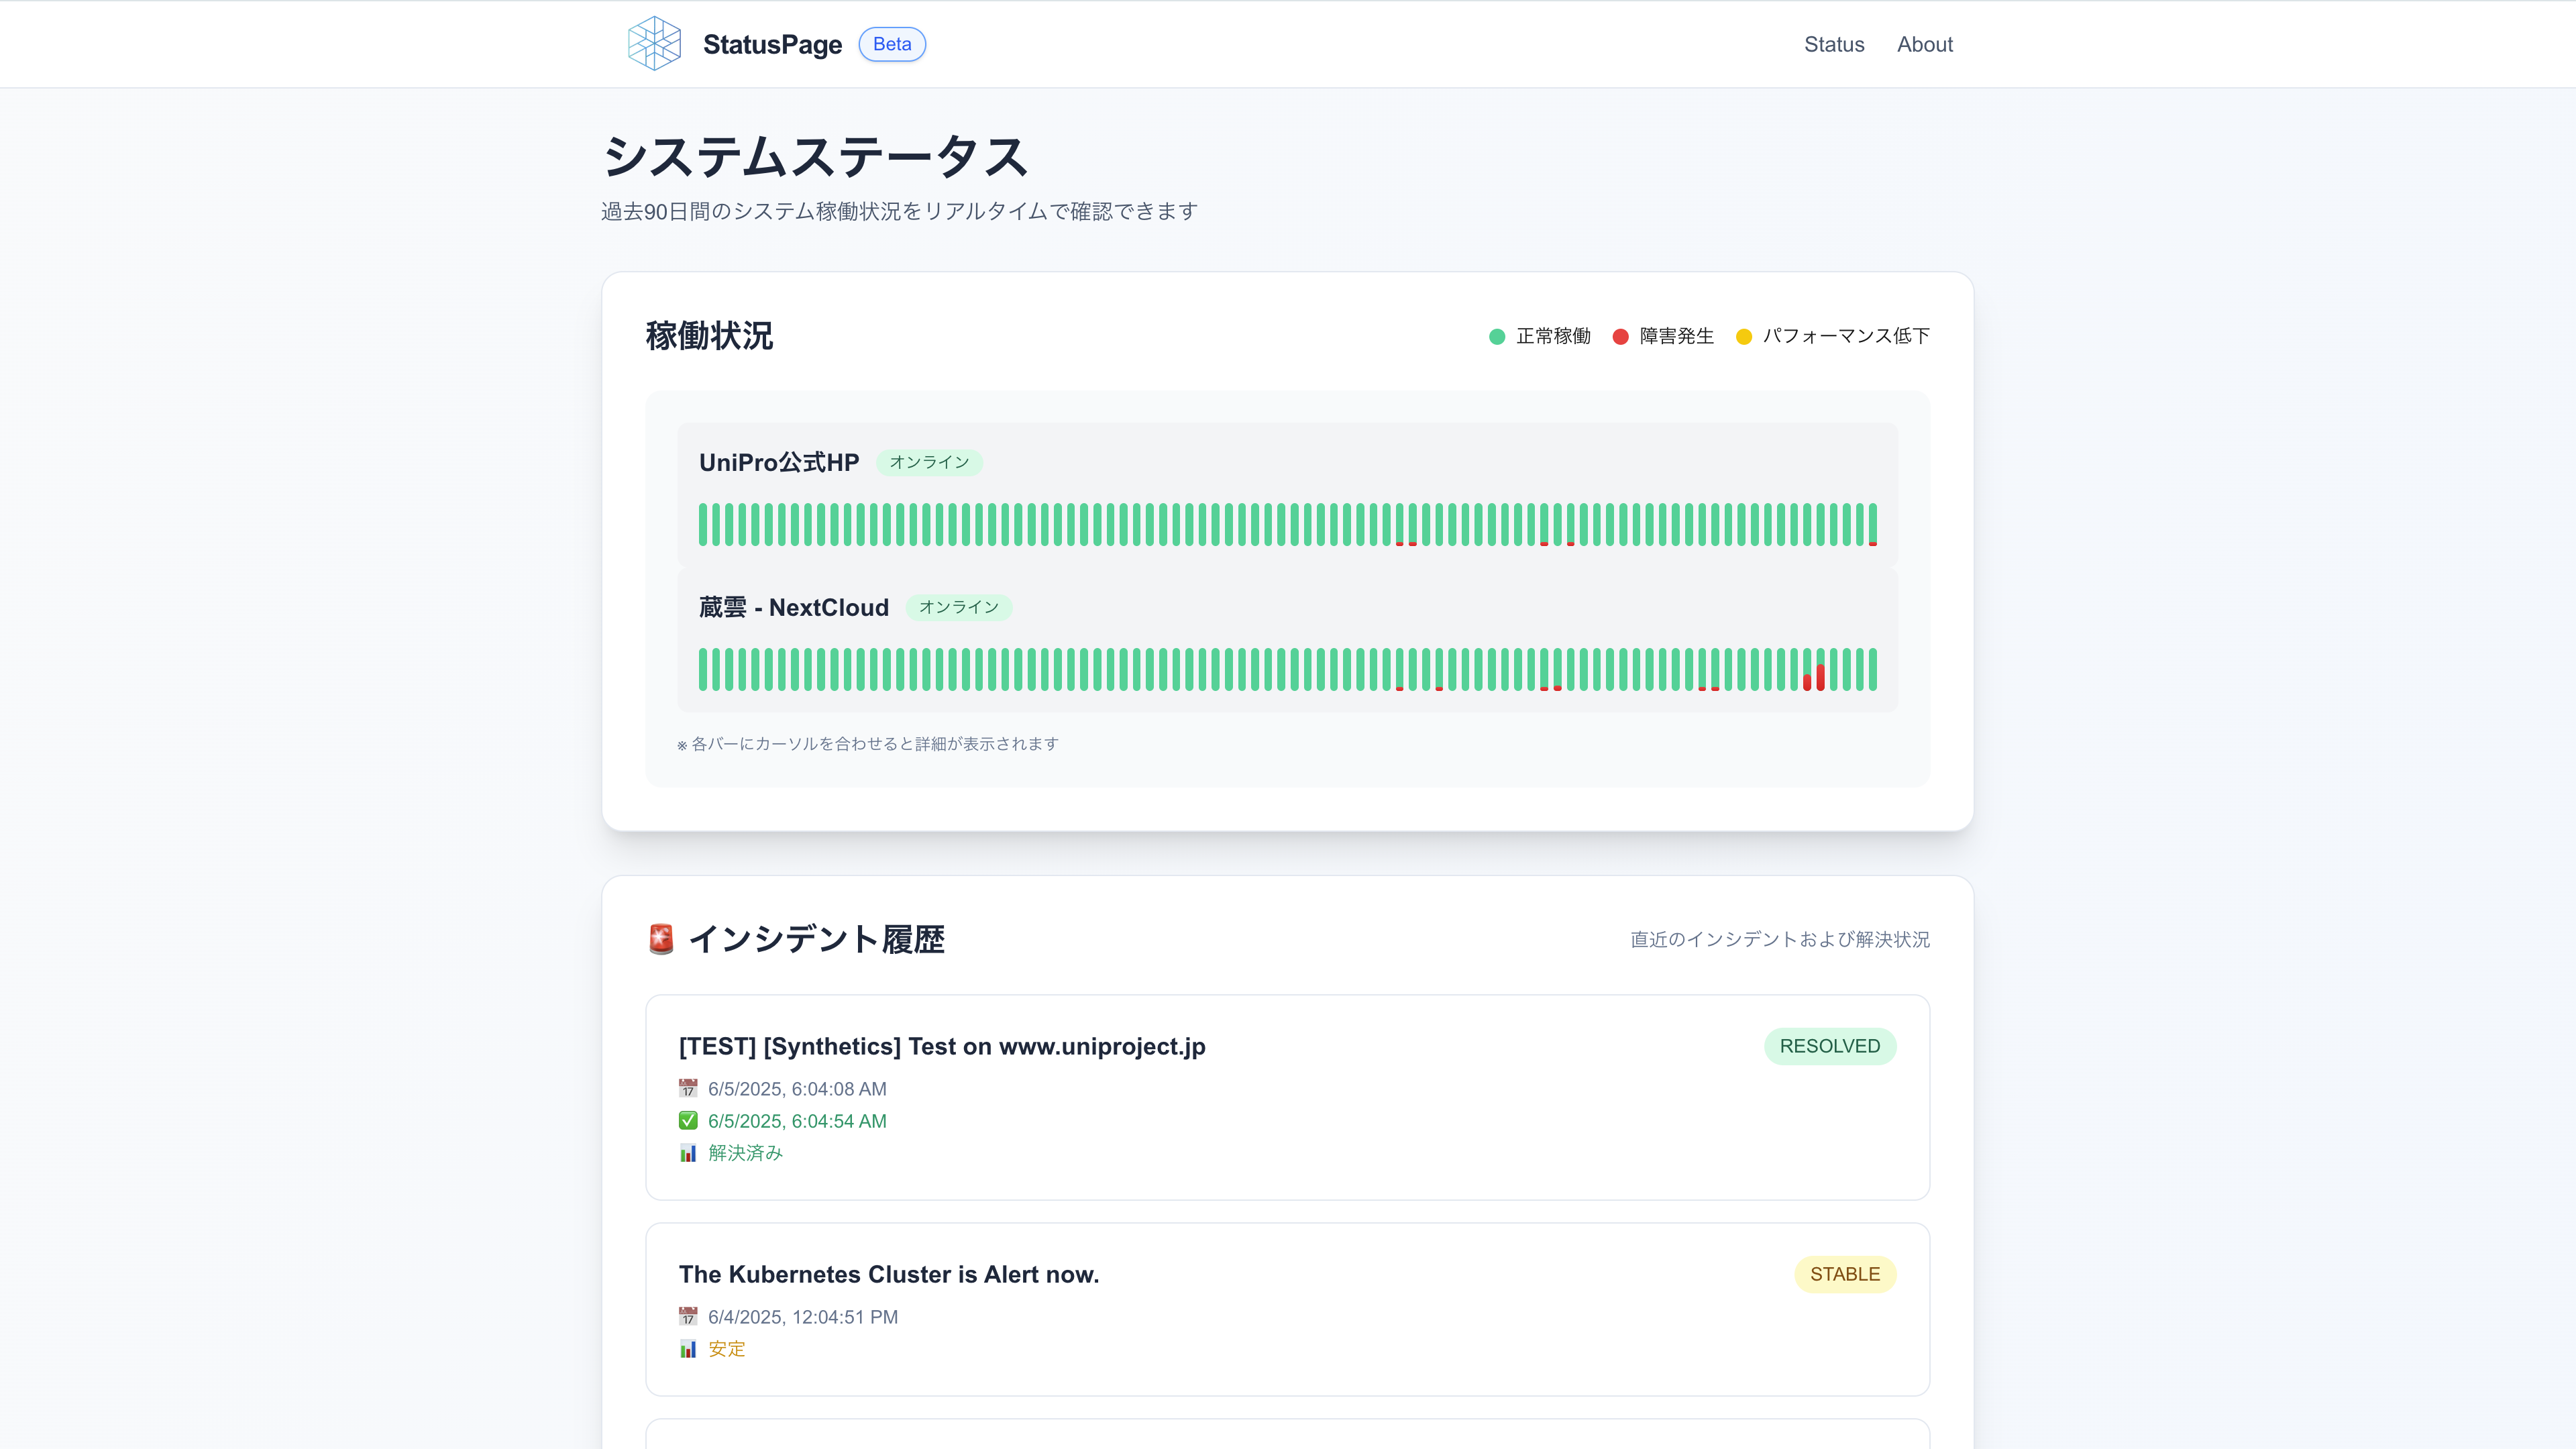 StatusPage Beta Status About
システムステータス
過去90日間のシステム稼働状況をリアルタイムで確認できます
稼働状況 正常稼働 障害発生 パフォーマンス低下
UniPro公式HP オンライン
蔵雲 - NextCloud オンライン
※ 各バーにカーソルを合わせると詳細が表示されます
インシデント履歴 直近のインシデントおよび解決状況
[TEST] [Synthetics] Test on www.uniproject.jp RESOLVED
6/5/2025, 6:04:08 AM
6/5/2025, 6:04:54 AM
解決済み
The Kubernetes Cluster is Alert now. STABLE
6/4/2025, 12:04:51 PM
安定